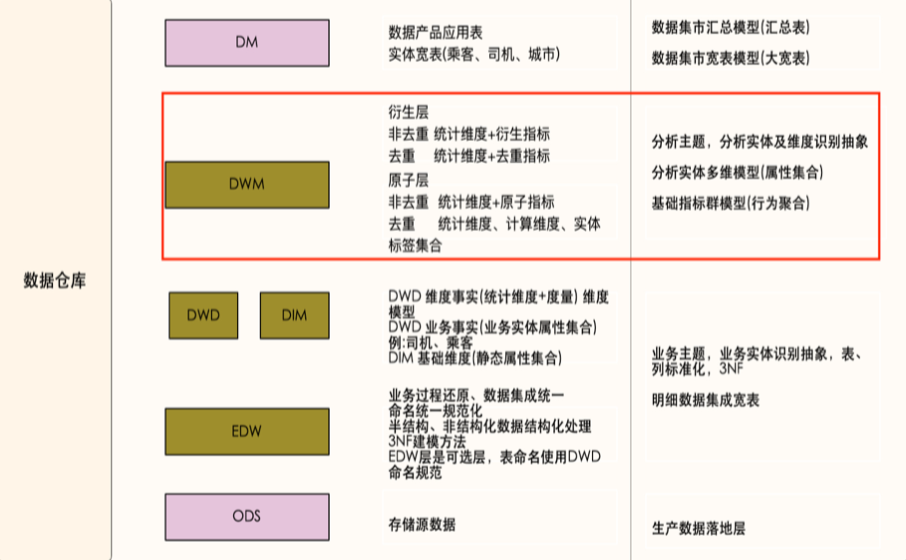 数据仓库
DM
数据产品应用表
实体宽表(乘客、司机、城市)
数据集市汇总模型(汇总表)
数据集市宽表模型(大宽表)
DWM
衍生层
非去重 统计维度+衍生指标
去重 统计维度+去重指标
原子层
非去重 统计维度+原子指标
去重 统计维度、计算维度、实体
标签集合
分析主题，分析实体及维度识别抽象
分析实体多维模型(属性集合)
基础指标群模型(行为聚合)
DWD
DIM
DWD 维度事实(统计维度+度量) 维度
模型
DWD 业务事实(业务实体属性集合)
例:司机、乘客
DIM 基础维度(静态属性集合)
业务主题，业务实体识别抽象，表、
列标准化，3NF
明细数据集成宽表
EDW
业务过程还原、数据集成统一
命名统一规范化
半结构、非结构化数据结构化处理
3NF建模方法
EDW层是可选层，表命名使用DWD
命名规范
ODS
存储源数据
生产数据落地层